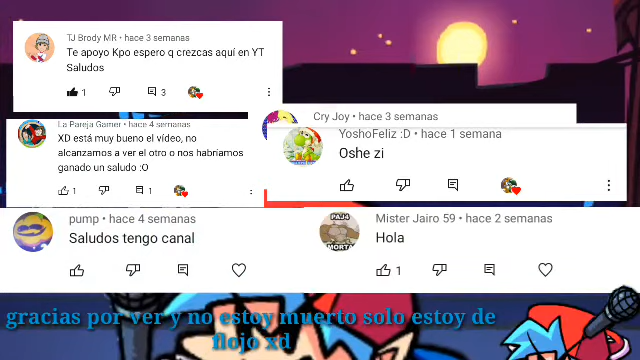 TJ Brody MR • hace 3 semanas
Te apoyo Kpo espero q crezcas aquí en YT
Saludos
1
3
La Pareja Gamer • hace 4 semanas
XD está muy bueno el vídeo, no
alcanzamos a ver el otro o nos habríamos
ganado un saludo :O
1
1
Cry Joy • hace 3 semanas
YoshoFeliz :D • hace 1 semana
Oshe zi
pump • hace 4 semanas
Saludos tengo canal
Mister Jairo 59 • hace 2 semanas
Hola
1
PAJ4
MORTA
gracias por ver y no estoy muerto solo estoy de
flojo xd